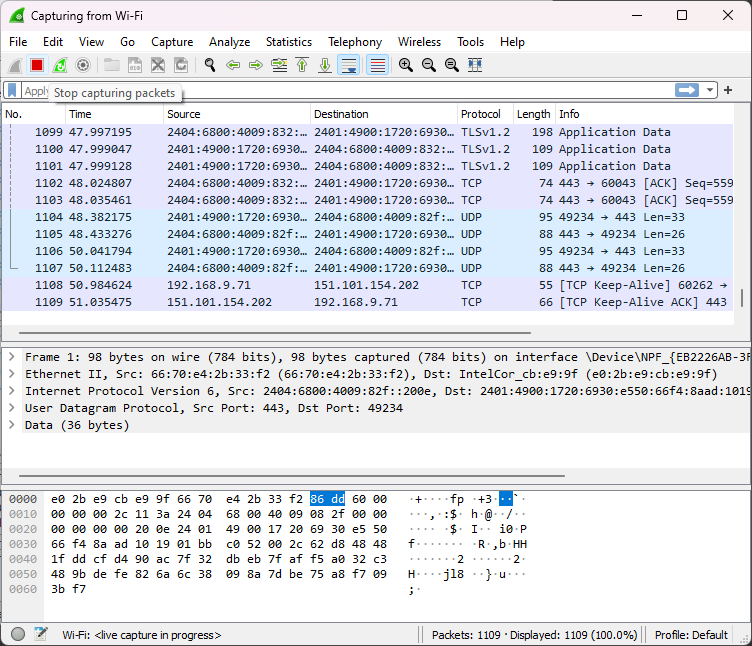 Capturing from Wi-Fi
File Edit View Go Capture Analyze Statistics Telephony Wireless Tools Help
Apply
Stop capturing packets
No. Time Source Destination Protocol Length Info
1099 47.997195 2404:6800:4009:832:… 2401:4900:1720:6930… TLSv1.2 198 Application Data
1100 47.999047 2401:4900:1720:6930… 2404:6800:4009:832:… TLSv1.2 109 Application Data
1101 47.999128 2401:4900:1720:6930… 2404:6800:4009:832:… TLSv1.2 109 Application Data
1102 48.024807 2404:6800:4009:832:… 2401:4900:1720:6930… TCP 74 443 → 60043 [ACK] Seq=559
1103 48.035461 2404:6800:4009:832:… 2401:4900:1720:6930… TCP 74 443 → 60043 [ACK] Seq=559
1104 48.382175 2401:4900:1720:6930… 2404:6800:4009:82f:… UDP 95 49234 → 443 Len=33
1105 48.433276 2404:6800:4009:82f:… 2401:4900:1720:6930… UDP 88 443 → 49234 Len=26
1106 50.041794 2401:4900:1720:6930… 2404:6800:4009:82f:… UDP 95 49234 → 443 Len=33
1107 50.112483 2404:6800:4009:82f:… 2401:4900:1720:6930… UDP 88 443 → 49234 Len=26
1108 50.984624 192.168.9.71 151.101.154.202 TCP 55 [TCP Keep-Alive] 60262 →
1109 51.035475 151.101.154.202 192.168.9.71 TCP 66 [TCP Keep-Alive ACK] 443
Frame 1: 98 bytes on wire (784 bits), 98 bytes captured (784 bits) on interface \Device\NPF_{EB2226AB-3F
Ethernet II, Src: 66:70:e4:2b:33:f2 (66:70:e4:2b:33:f2), Dst: IntelCor_cb:e9:9f (e0:2b:e9:cb:e9:9f)
Internet Protocol Version 6, Src: 2404:6800:4009:82f::200e, Dst: 2401:4900:1720:6930:e550:66f4:8aad:1019
User Datagram Protocol, Src Port: 443, Dst Port: 49234
Data (36 bytes)
0000 e0 2b e9 cb e9 9f 66 70 e4 2b 33 f2 86 dd 60 00 ·+····fp ·+3···`·
0010 00 00 00 2c 11 3a 24 04 68 00 40 09 08 2f 00 00 ···,·:$· h·@··/··
0020 00 00 00 00 20 0e 24 01 49 00 17 20 69 30 e5 50 ···· ·$· I·· i0·P
0030 66 f4 8a ad 10 19 01 bb c0 52 00 2c 62 d8 48 48 f······· ·R·,b·HH
0040 1f dd cf d4 90 ac 7f 32 db eb 7f af f5 a0 32 c3 ·······2 ······2·
0050 48 9b de fe 82 6a 6c 38 09 8a 7d be 75 a8 f7 09 H····jl8 ··}·u···
0060 3b f7 ;·
Wi-Fi: <live capture in progress> Packets: 1109 · Displayed: 1109 (100.0%) Profile: Default